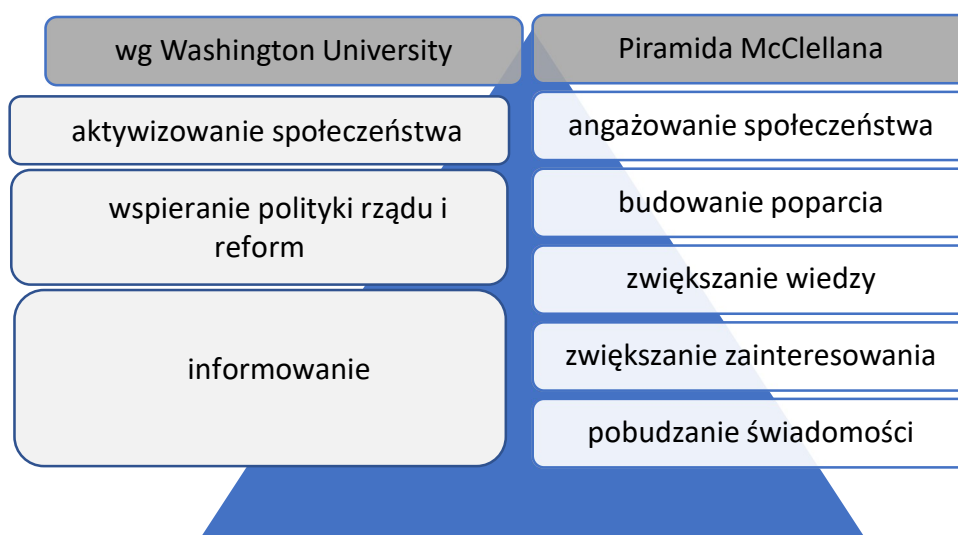 wg Washington University
aktywizowanie społeczeństwa
wspieranie polityki rządu i
reform
informowanie
Piramida McClellana
angażowanie społeczeństwa
budowanie poparcia
zwiększanie wiedzy
zwiększanie zainteresowania
pobudzanie świadomości